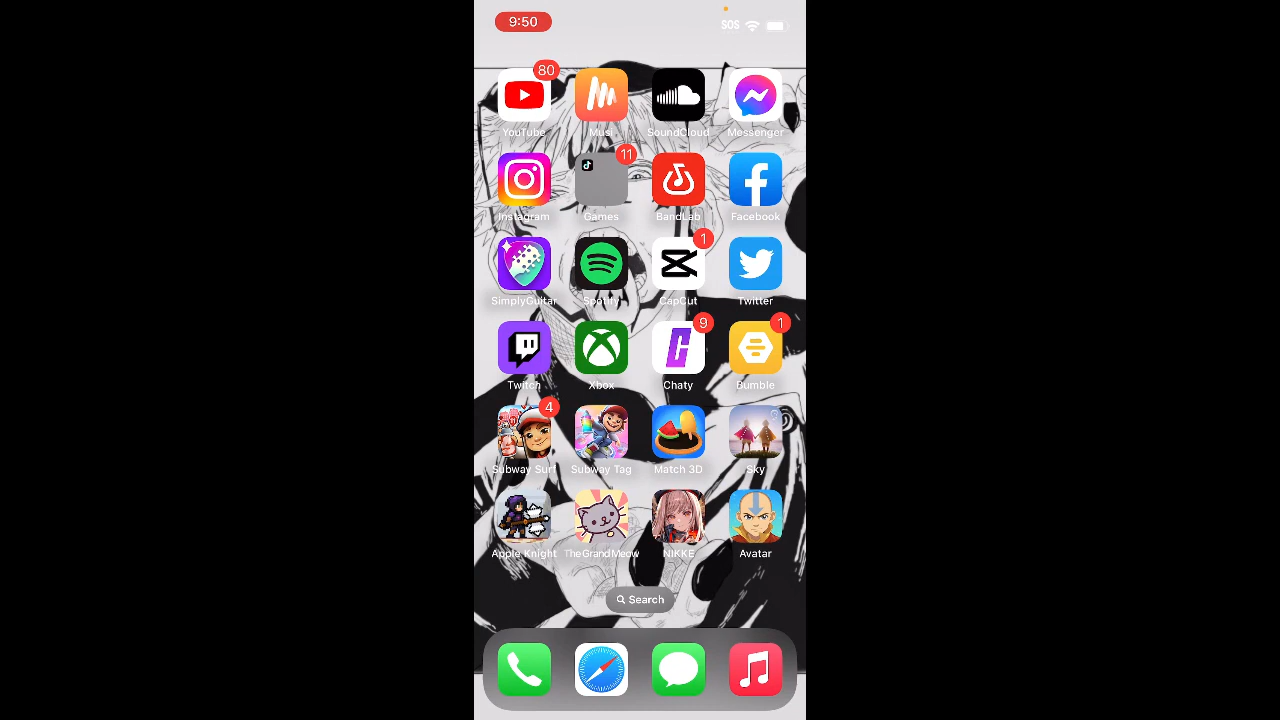 9:50
SOS
80
YouTube
Musi
SoundCloud
Messenger
11
Instagram
Games
BandLab
Facebook
1
SimplyGuitar
Spotify
CapCut
Twitter
9
1
Twitch
Xbox
Chaty
Bumble
4
Subway Surf
Subway Tag
Match 3D
Sky
Apple Knight
TheGrandMeow
NIKKE
Avatar
Search